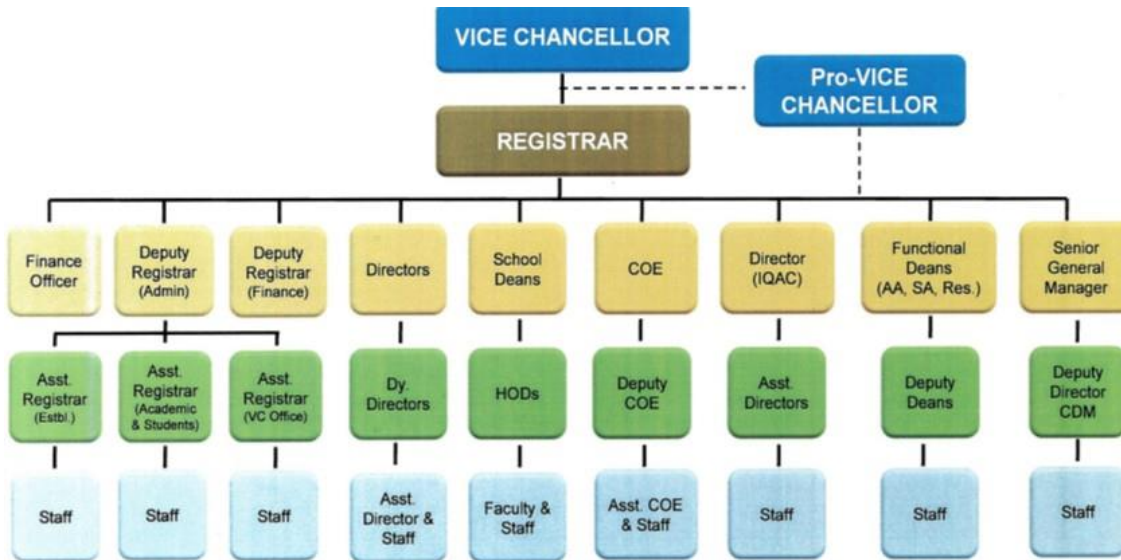 VICE CHANCELLOR
Pro-VICE
CHANCELLOR
REGISTRAR
Finance
Officer
Deputy
Registrar
(Admin)
Deputy
Registrar
(Finance)
Directors
School
Deans
COE
Director
(IQAC)
Functional
Deans
(AA, SA, Res.)
Senior
General
Manager
Asst.
Registrar
(Estbl.)
Asst.
Registrar
(Academic
& Students)
Asst.
Registrar
(VC Office)
Dy.
Directors
HODs
Deputy
COE
Asst.
Directors
Deputy
Deans
Deputy
Director
CDM
Staff
Staff
Staff
Asst.
Director &
Staff
Faculty &
Staff
Asst. COE
& Staff
Staff
Staff
Staff